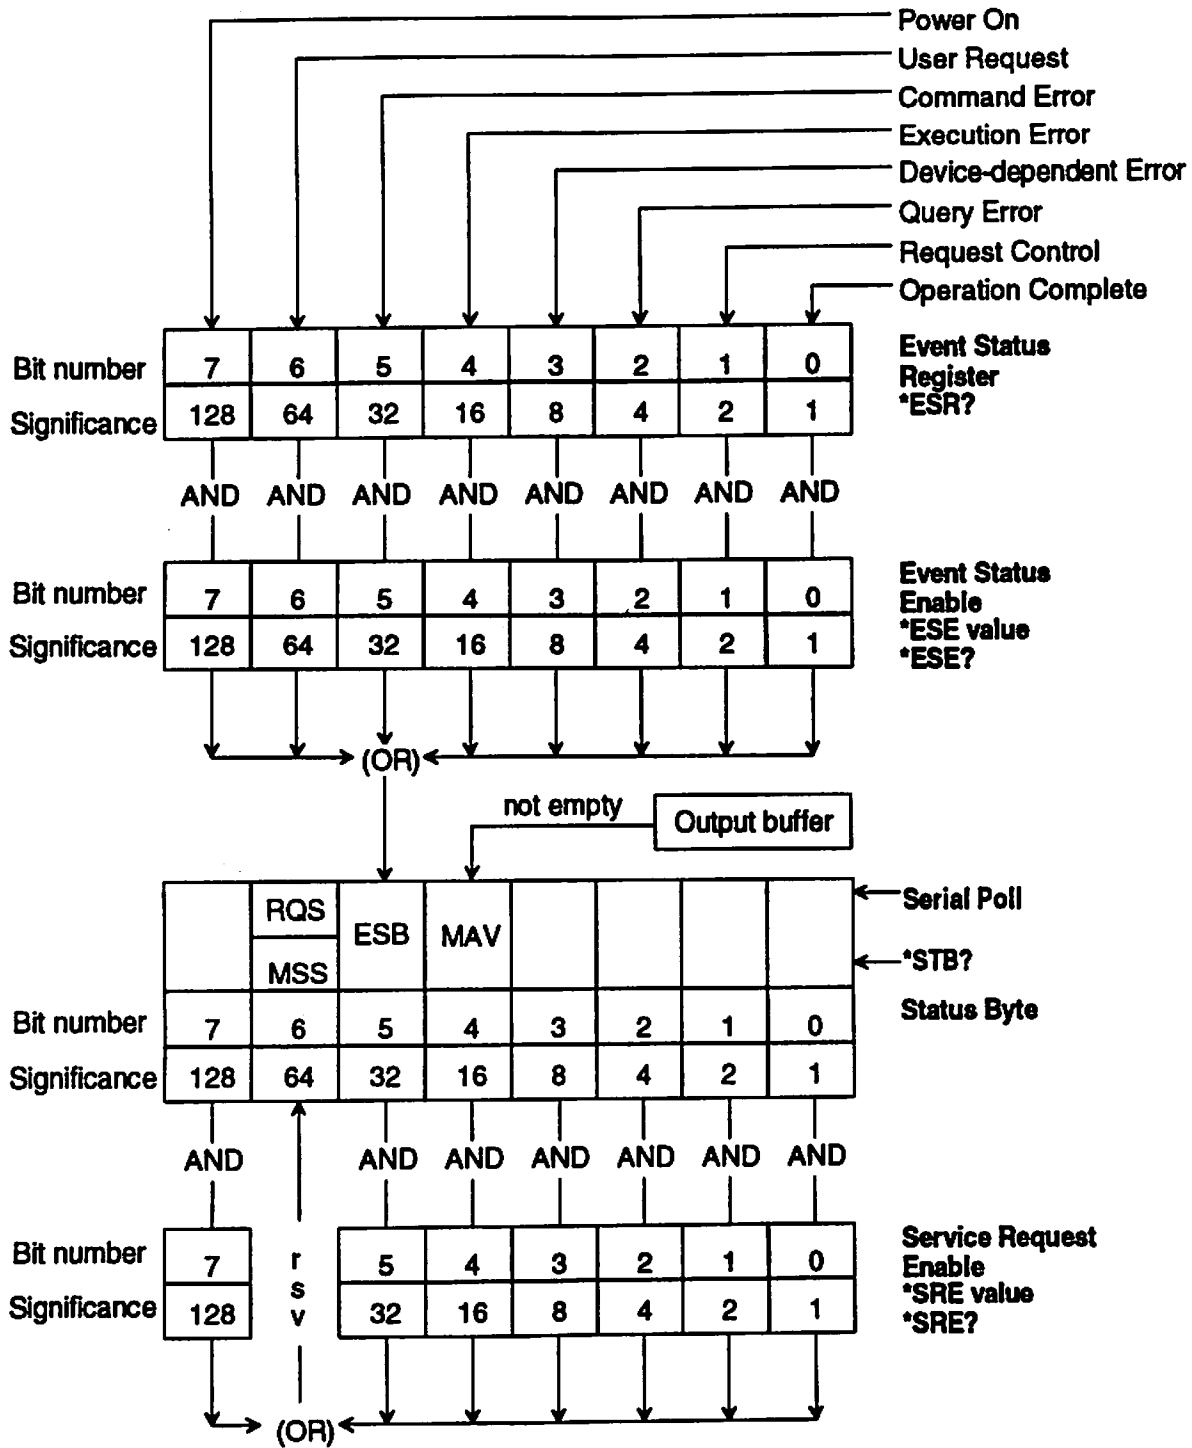 Power On
User Request
Command Error
Execution Error
Device-dependent Error
Query Error
Request Control
Operation Complete
Bit number 7 6 5 4 3 2 1 0
Significance 128 64 32 16 8 4 2 1
Event Status
Register
*ESR?
AND AND AND AND AND AND AND AND
Bit number 7 6 5 4 3 2 1 0
Significance 128 64 32 16 8 4 2 1
Event Status
Enable
*ESE value
*ESE?
(OR)
not empty
Output buffer
RQS
MSS
ESB
MAV
Serial Poll
*STB?
Status Byte
Bit number 7 6 5 4 3 2 1 0
Significance 128 64 32 16 8 4 2 1
AND AND AND AND AND AND AND
Bit number 7 5 4 3 2 1 0
Significance 128 32 16 8 4 2 1
r
s
v
Service Request
Enable
*SRE value
*SRE?
(OR)